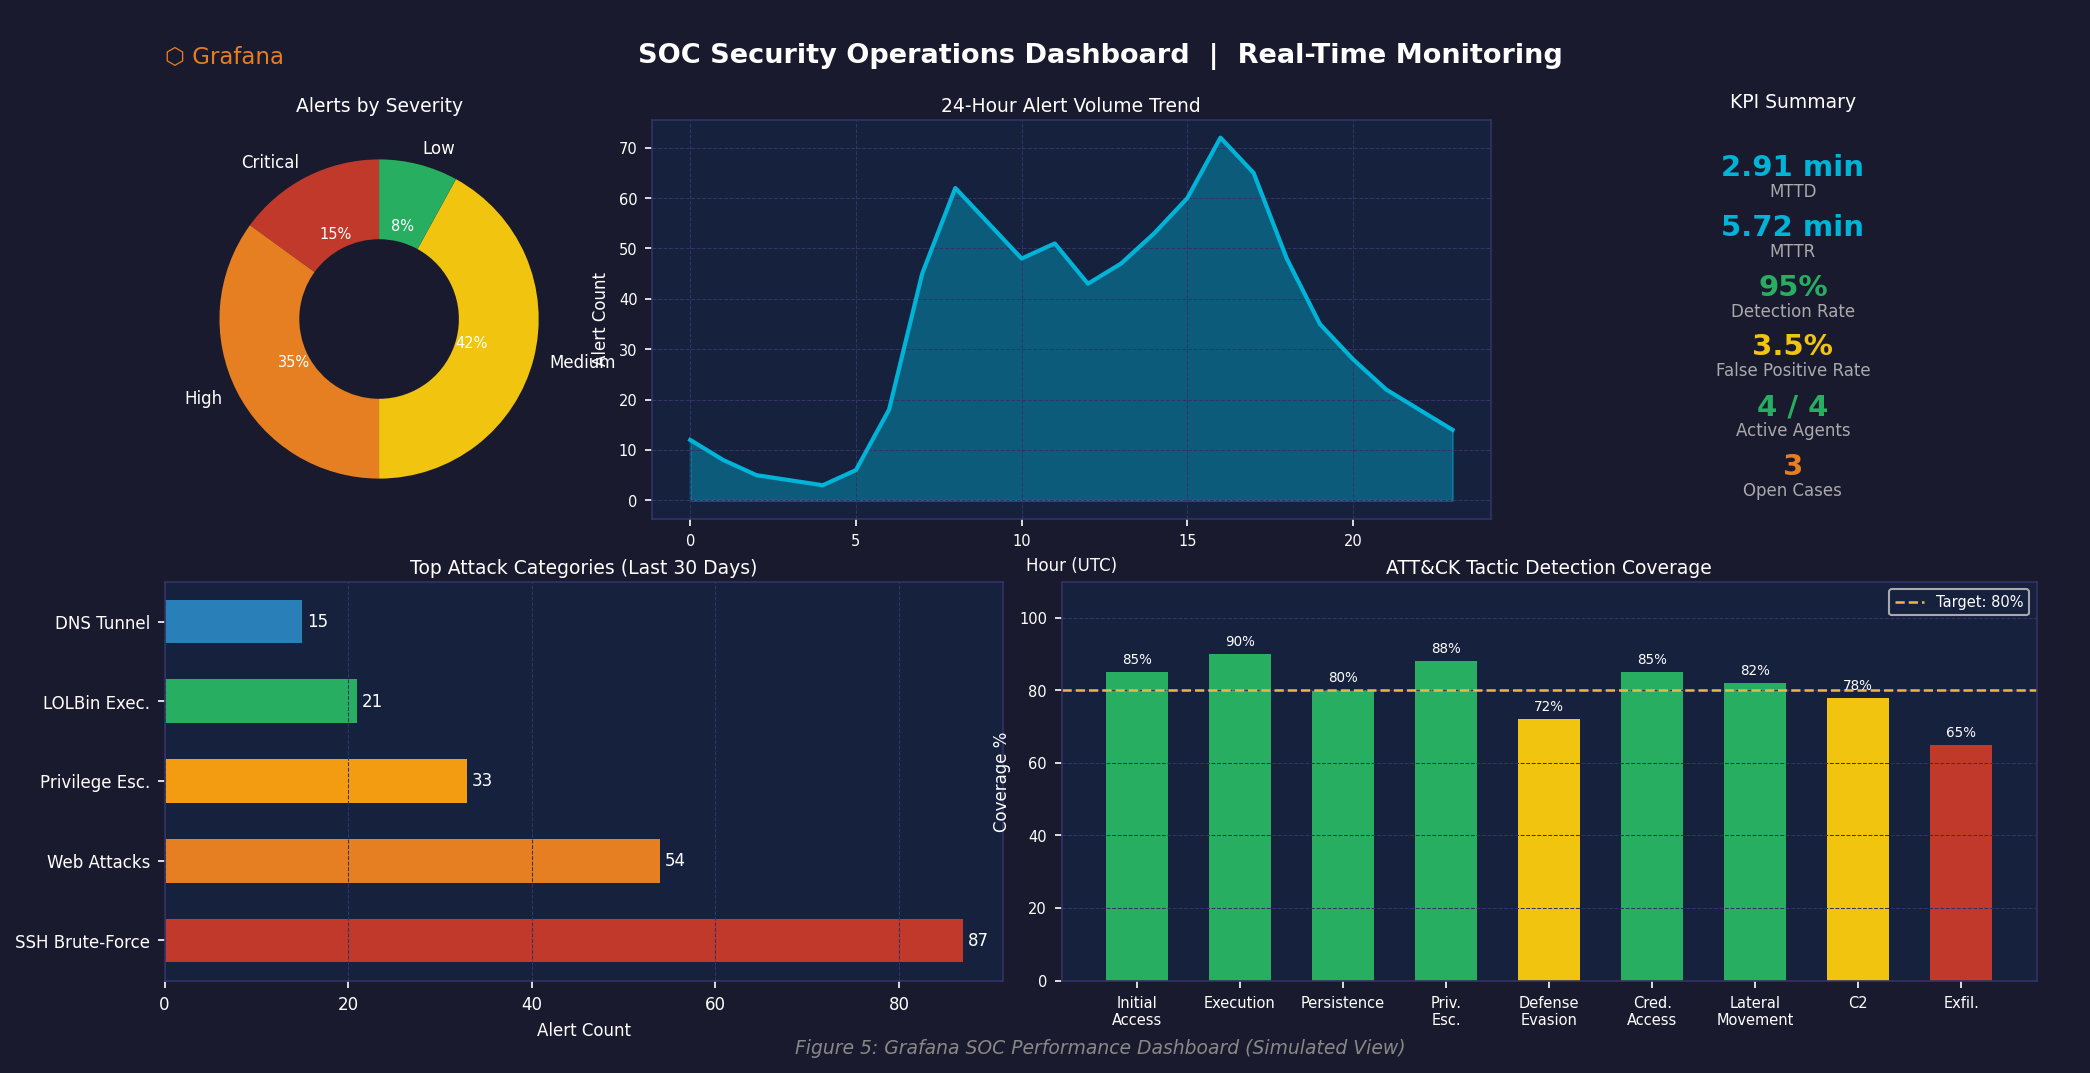 ⬡ Grafana
SOC Security Operations Dashboard | Real-Time Monitoring
Alerts by Severity
Critical
Low
15%
8%
42%
35%
Medium
High
24-Hour Alert Volume Trend
Alert Count
70
60
50
40
30
20
10
0
0 5 10 15 20
Hour (UTC)
KPI Summary
2.91 min
MTTD
5.72 min
MTTR
95%
Detection Rate
3.5%
False Positive Rate
4 / 4
Active Agents
3
Open Cases
Top Attack Categories (Last 30 Days)
DNS Tunnel 15
LOLBin Exec. 21
Privilege Esc. 33
Web Attacks 54
SSH Brute-Force 87
0 20 40 60 80
Alert Count
ATT&CK Tactic Detection Coverage
Target: 80%
Coverage %
100
80
60
40
20
0
85% 90% 80% 88% 72% 85% 82% 78% 65%
Initial Access
Execution
Persistence
Priv. Esc.
Defense Evasion
Cred. Access
Lateral Movement
C2
Exfil.
Figure 5: Grafana SOC Performance Dashboard (Simulated View)